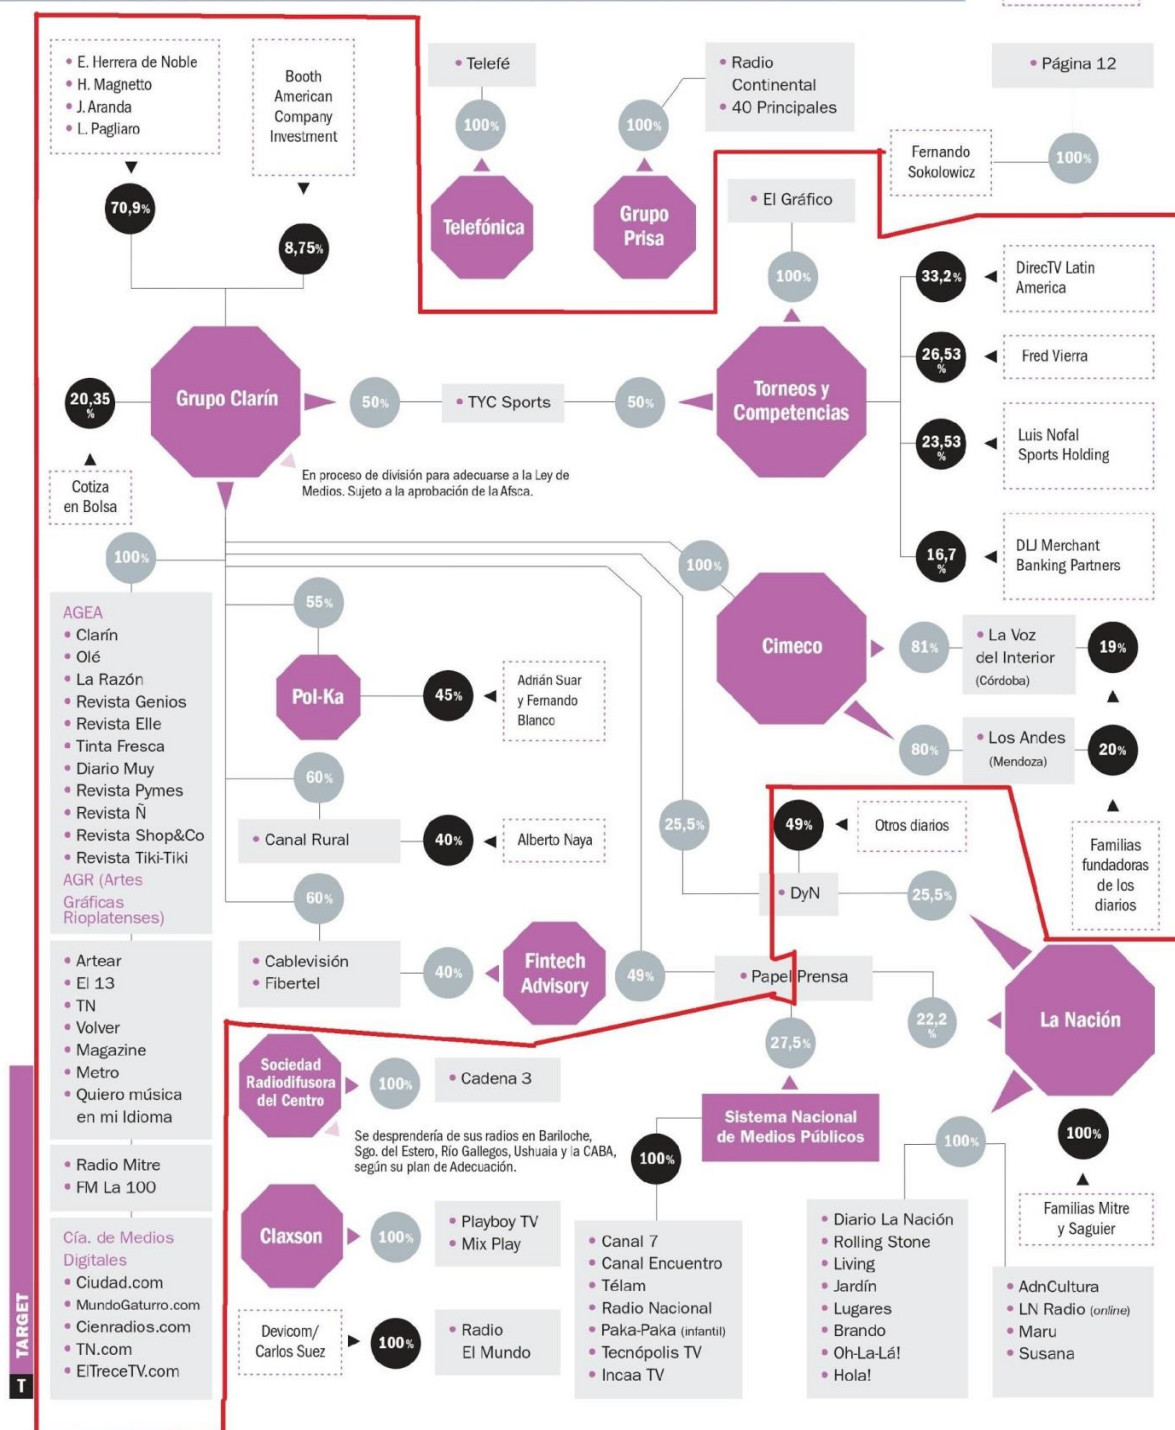 • E. Herrera de Noble
• H. Magnetto
• J. Aranda
• L. Pagliaro
70,9%
Booth
American
Company
Investment
8,75%
• Telefé
100%
Telefónica
• Radio
Continental
• 40 Principales
100%
Grupo
Prisa
• Página 12
100%
Fernando
Sokolowicz
• El Gráfico
100%
Torneos y
Competencias
33,2%
DirecTV Latin
America
26,53
%
Fred Vierra
23,53
%
Luis Nofal
Sports Holding
16,7
%
DLJ Merchant
Banking Partners
Grupo Clarín
20,35
%
Cotiza
en Bolsa
50%
• TYC Sports
50%
En proceso de división para adecuarse a la Ley de
Medios. Sujeto a la aprobación de la Afsca.
100%
AGEA
• Clarín
• Olé
• La Razón
• Revista Genios
• Revista Elle
• Tinta Fresca
• Diario Muy
• Revista Pymes
• Revista Ñ
• Revista Shop&Co
• Revista Tiki-Tiki
AGR (Artes
Gráficas
Rioplatenses)
• Artear
• El 13
• TN
• Volver
• Magazine
• Metro
• Quiero música
en mi Idioma
• Radio Mitre
• FM La 100
Cía. de Medios
Digitales
• Ciudad.com
• MundoGaturro.com
• Cienradios.com
• TN.com
• ElTreceTV.com
55%
Pol-Ka
45%
Adrián Suar
y Fernando
Blanco
60%
• Canal Rural
40%
Alberto Naya
60%
• Cablevisión
• Fibertel
40%
Fintech
Advisory
100%
Cimeco
81%
• La Voz
del Interior
(Córdoba)
19%
80%
• Los Andes
(Mendoza)
20%
Familias
fundadoras
de los
diarios
25,5%
49%
Otros diarios
• DyN
25,5%
49%
• Papel Prensa
22,2
%
27,5%
La Nación
100%
Familias Mitre
y Saguier
100%
• Diario La Nación
• Rolling Stone
• Living
• Jardín
• Lugares
• Brando
• Oh-La-Lá!
• Hola!
• AdnCultura
• LN Radio (online)
• Maru
• Susana
Sistema Nacional
de Medios Públicos
100%
• Canal 7
• Canal Encuentro
• Télam
• Radio Nacional
• Paka-Paka (infantil)
• Tecnópolis TV
• Incaa TV
Sociedad
Radiodifusora
del Centro
100%
• Cadena 3
Se desprendería de sus radios en Bariloche,
Sgo. del Estero, Río Gallegos, Ushuaia y la CABA,
según su plan de Adecuación.
Claxson
100%
• Playboy TV
• Mix Play
Devicom/
Carlos Suez
100%
• Radio
El Mundo
TARGET
T